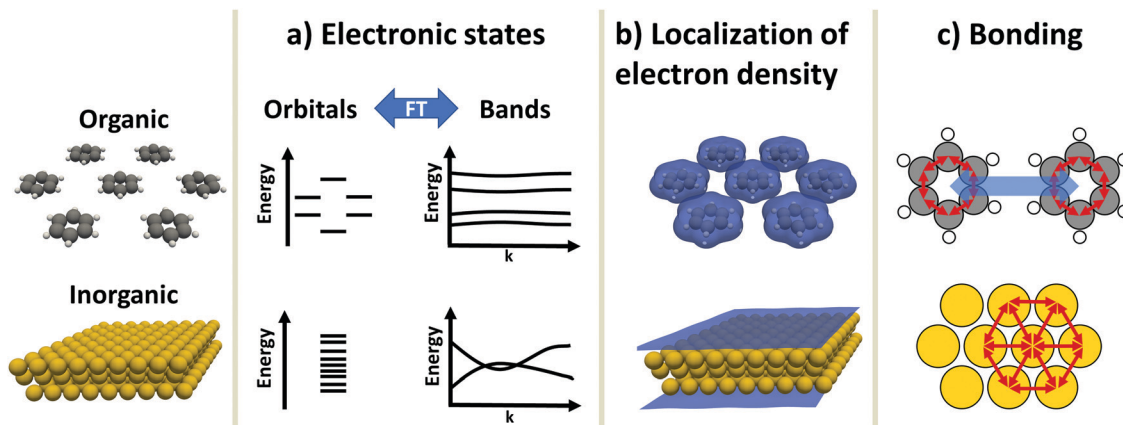 a) Electronic states
b) Localization of
electron density
c) Bonding
Organic
Orbitals
FT
Bands
Energy
Energy
k
Inorganic
Energy
Energy
k